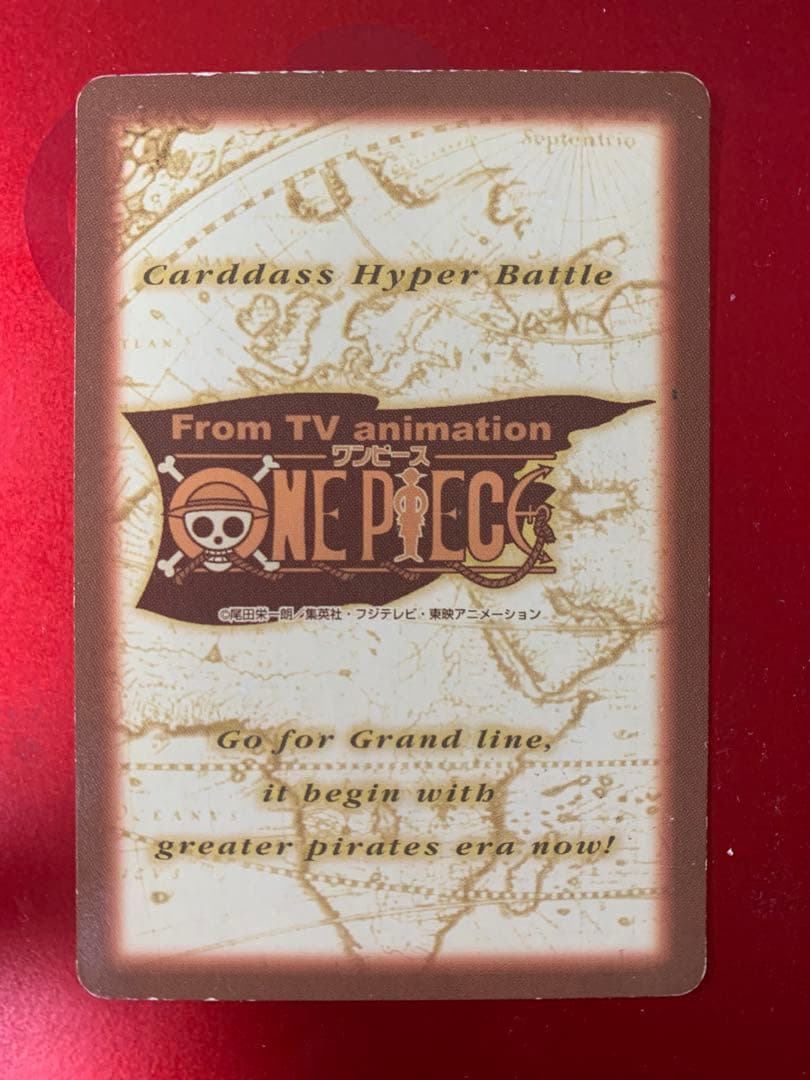 Septentrio
Carddass Hyper Battle
From TV animation
ワンピース
ONE PIECE
©尾田栄一朗／集英社・フジテレビ・東映アニメーション
Go for Grand line,
it begin with
greater pirates era now!